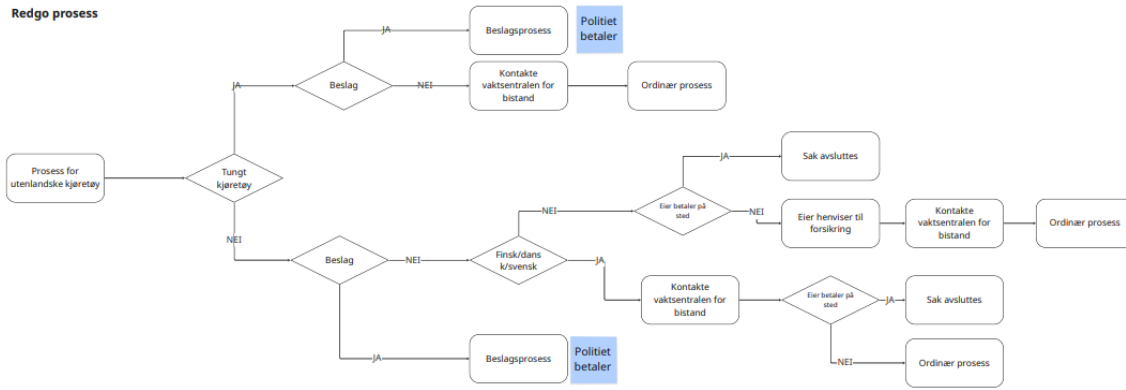 Redgo prosess
JA
Beslagsprosess
Politiet
betaler
JA
Beslag
NEI
Kontakte
vaktsentralen for
bistand
Ordinær prosess
Prosess for
utenlandske kjøretøy
Tungt
kjøretøy
JA
Sak avsluttes
NEI
Eier betaler på
sted
NEI
Eier henviser til
forsikring
Kontakte
vaktsentralen for
bistand
Ordinær prosess
NEI
Beslag
NEI
Finsk/dans
k/svensk
JA
Kontakte
vaktsentralen for
bistand
Eier betaler på
sted
JA
Sak avsluttes
JA
Beslagsprosess
Politiet
betaler
NEI
Ordinær prosess